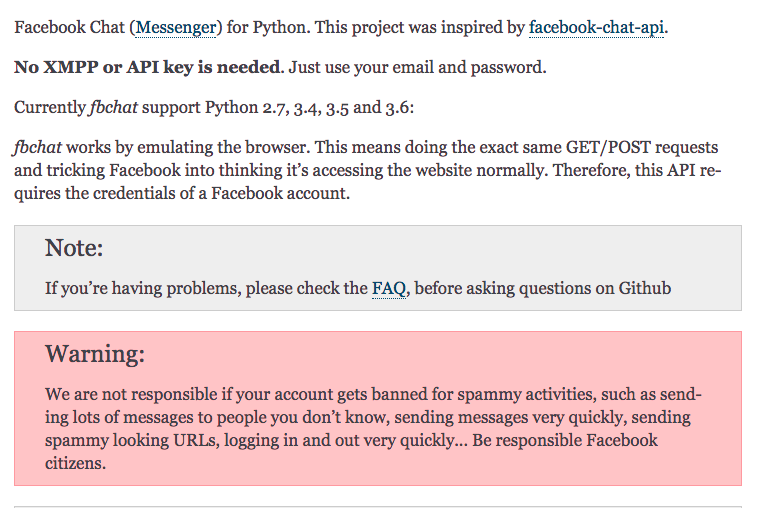 Facebook Chat (Messenger) for Python. This project was inspired by facebook-chat-api.
No XMPP or API key is needed. Just use your email and password.
Currently fbchat support Python 2.7, 3.4, 3.5 and 3.6:
fbchat works by emulating the browser. This means doing the exact same GET/POST requests
and tricking Facebook into thinking it’s accessing the website normally. Therefore, this API re-
quires the credentials of a Facebook account.
Note:
If you’re having problems, please check the FAQ, before asking questions on Github
Warning:
We are not responsible if your account gets banned for spammy activities, such as send-
ing lots of messages to people you don’t know, sending messages very quickly, sending
spammy looking URLs, logging in and out very quickly... Be responsible Facebook
citizens.